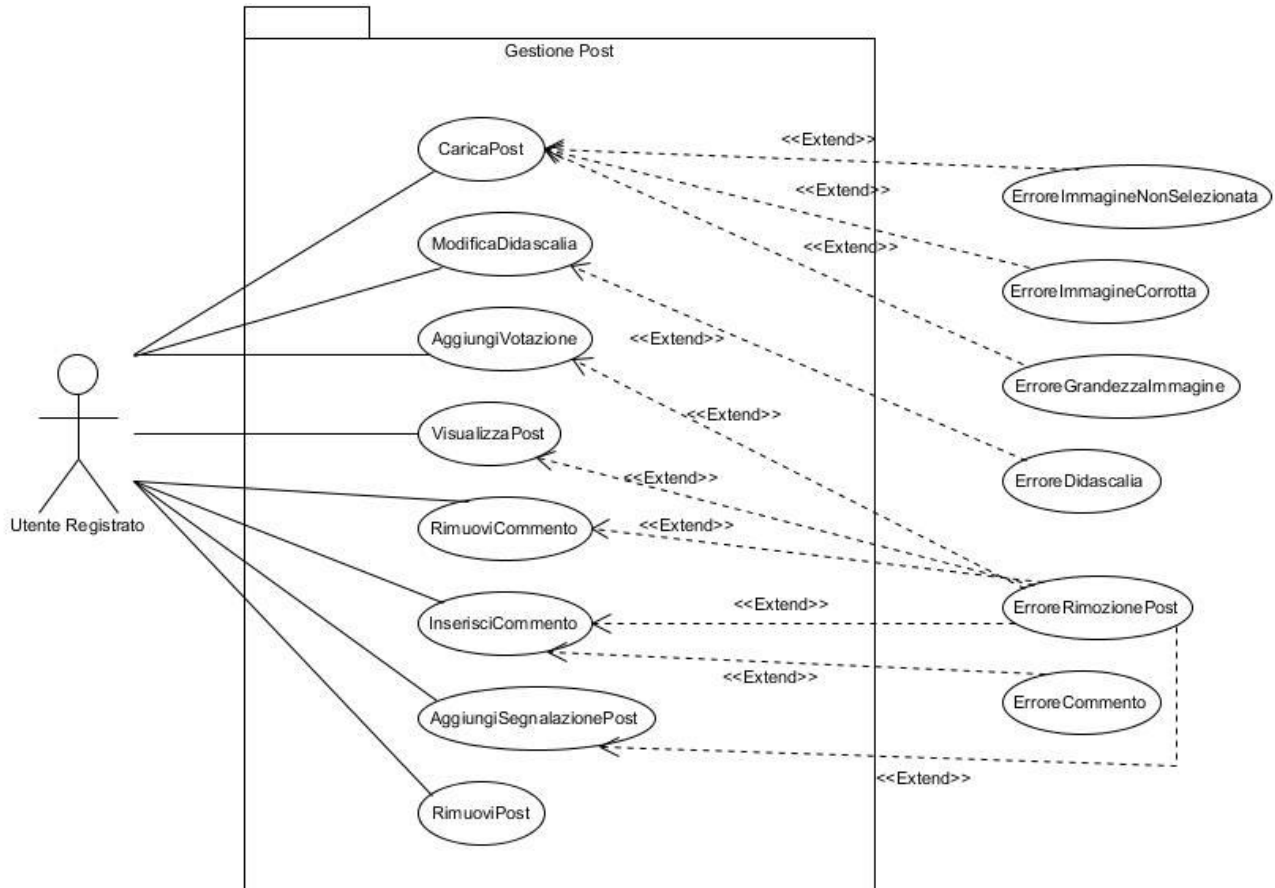 Gestione Post
CaricaPost
<<Extend>>
ErroreImmagineNonSelezionata
<<Extend>>
ModificaDidascalia
<<Extend>>
ErroreImmagineCorrotta
AggiungiVotazione
<<Extend>>
ErroreGrandezzaImmagine
<<Extend>>
VisualizzaPost
<<Extend>>
ErroreDidascalia
Utente Registrato
RimuoviCommento
<<Extend>>
<<Extend>>
ErroreRimozionePost
InserisciCommento
<<Extend>>
ErroreCommento
AggiungiSegnalazionePost
<<Extend>>
RimuoviPost